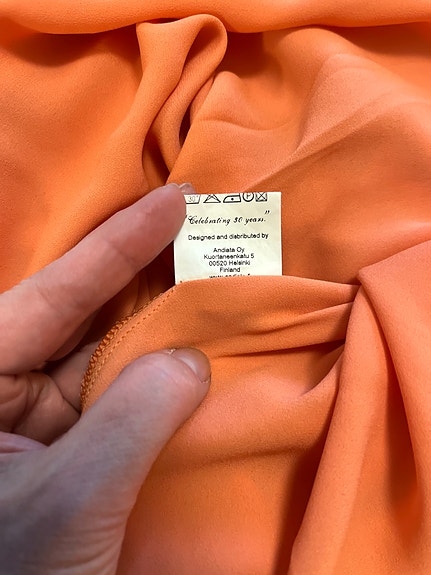 "Celebrating 30 years."
Designed and distributed by
Andiata Oy
Kuortaneenkatu 5
00520 Helsinki
Finland